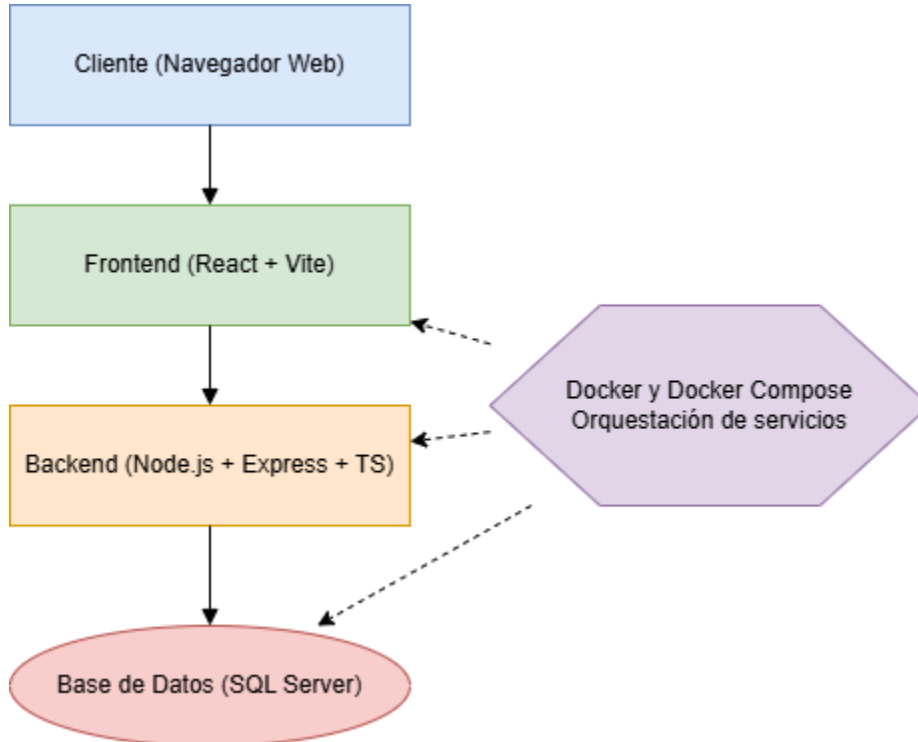 Cliente (Navegador Web)
Frontend (React + Vite)
Docker y Docker Compose
Orquestación de servicios
Backend (Node.js + Express + TS)
Base de Datos (SQL Server)